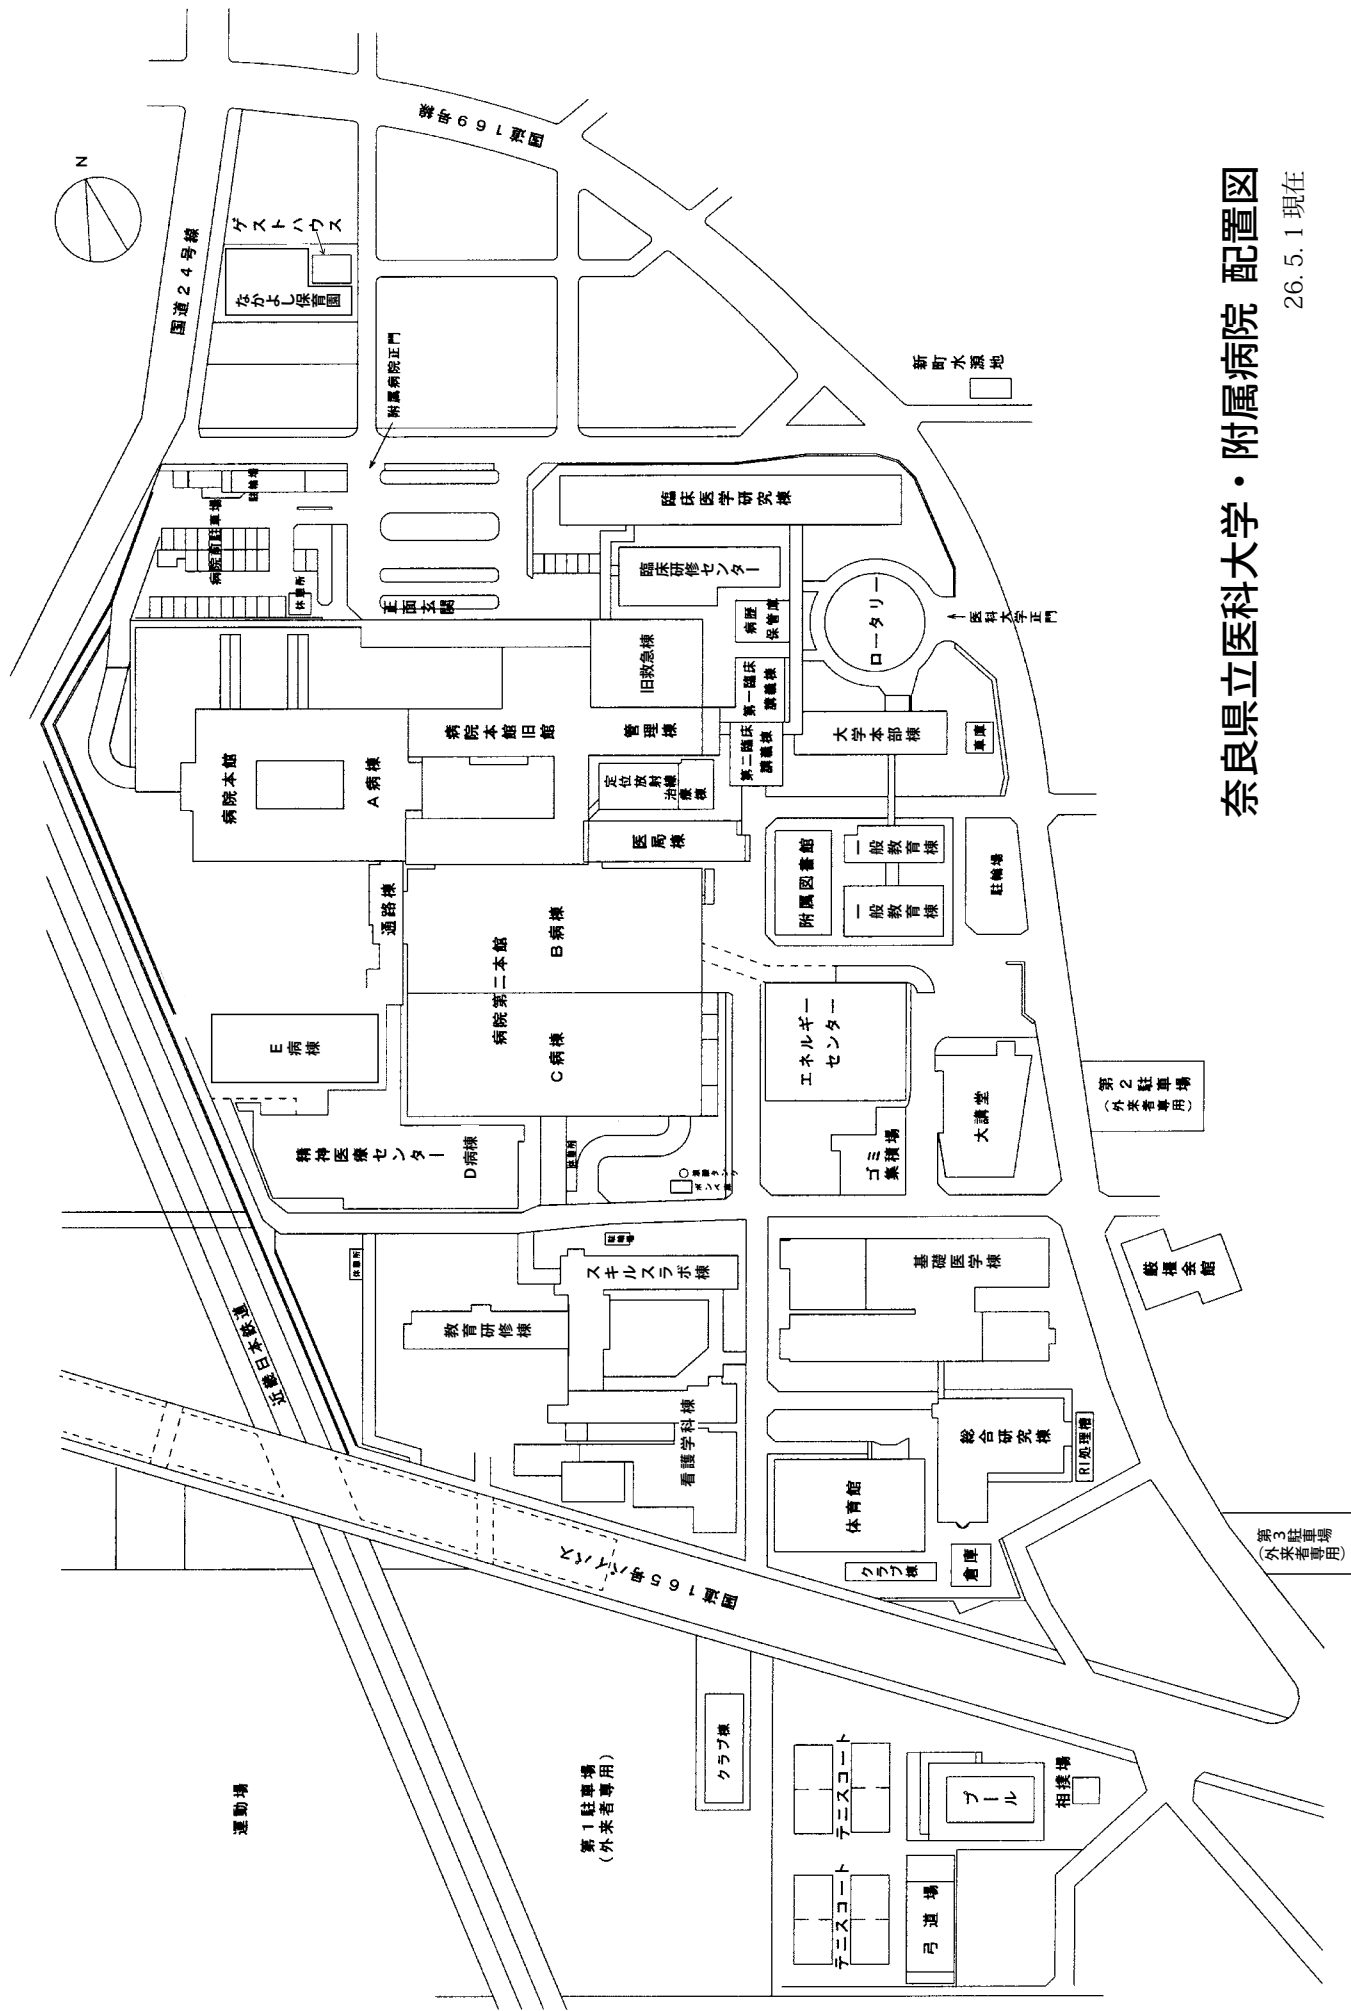 奈良県立医科大学・附属病院 配置図
26.5.1現在
N
国道24号線
国道169号線
ゲスト
ハウス
なかよし保育園
附属病院正門
新町水源地
駐輪場
病院前駐車場
休憩所
正面玄関
臨床医学研究棟
臨床研修センター
病歴
保管庫
ロータリー
医科大学正門
旧救急棟
第一臨床
講義棟
第二臨床
講義棟
大学本部棟
車庫
病院本館
A病棟
病院本館旧館
管理棟
定位放射
治線
療棟
医局棟
附属図書館
一般教育棟
一般教育棟
駐輪場
通路棟
病院第二本館
B病棟
C病棟
E病棟
エネルギー
センター
ゴミ
集積場
大講堂
第2駐車場
(外来者専用)
精神医療センター
D病棟
休憩所
休憩所
駐輪場
スキルスラボ棟
教育研修棟
看護学科棟
基礎医学棟
厳橿会館
総合研究棟
RI処理槽
体育館
クラブ棟
倉庫
第3駐車場
(外来者専用)
近畿日本鉄道
国道165号バイパス
運動場
第1駐車場
(外来者専用)
クラブ棟
テニスコート
テニスコート
プール
相撲場
弓道場